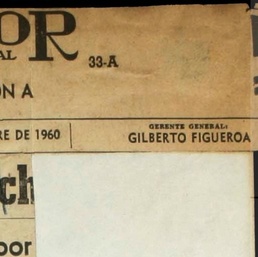 OR
AL
33-A
ON A
RE DE 1960
GERENTE GENERAL:
GILBERTO FIGUEROA
ch
por